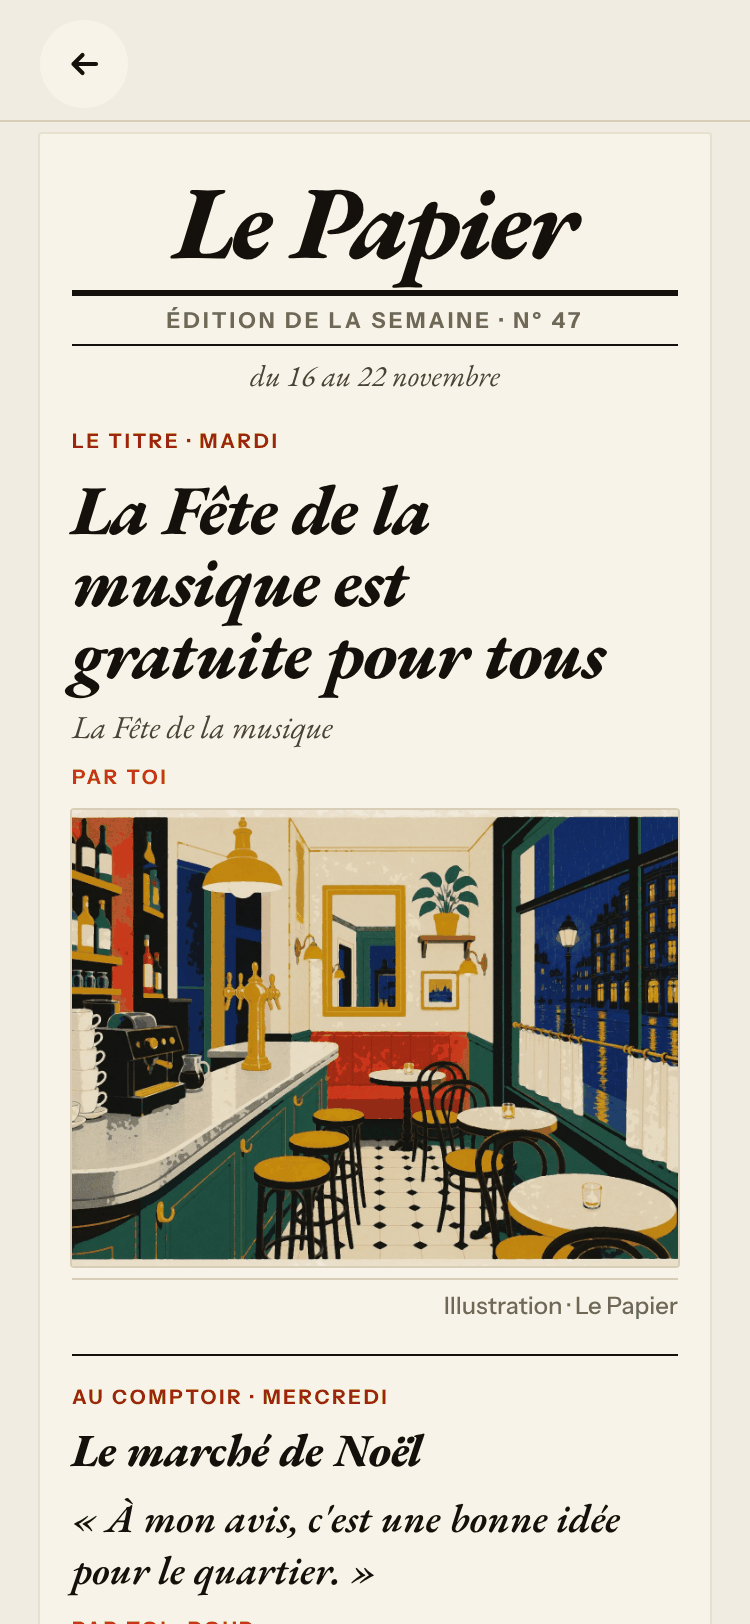 Le Papier
ÉDITION DE LA SEMAINE · N° 47
du 16 au 22 novembre
LE TITRE · MARDI
La Fête de la
musique est
gratuite pour tous
La Fête de la musique
PAR TOI
Illustration · Le Papier
AU COMPTOIR · MERCREDI
Le marché de Noël
« À mon avis, c'est une bonne idée
pour le quartier. »